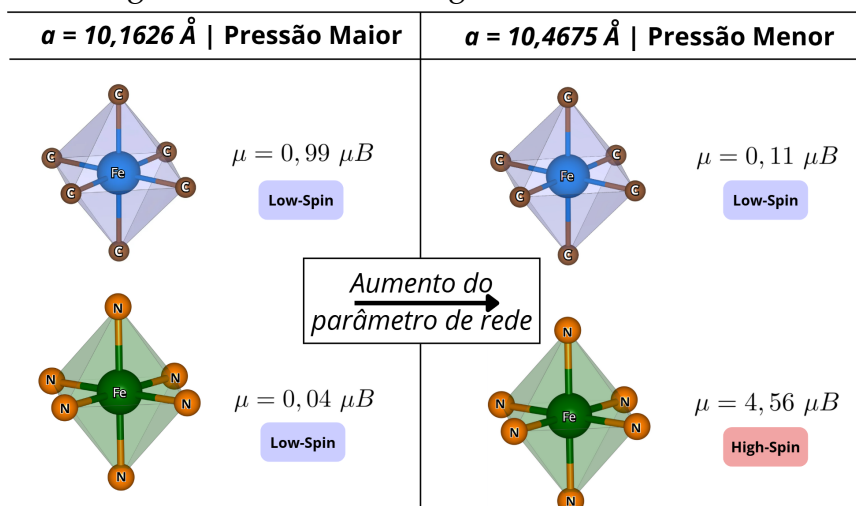 a = 10,1626 Å | Pressão Maior
a = 10,4675 Å | Pressão Menor
C
C
C
Fe
C
C
C
μ = 0,99 μB
Low-Spin
C
C
C
Fe
C
C
C
μ = 0,11 μB
Low-Spin
Aumento do
parâmetro de rede
N
N
N
Fe
N
N
N
μ = 0,04 μB
Low-Spin
N
N
N
Fe
N
N
N
μ = 4,56 μB
High-Spin